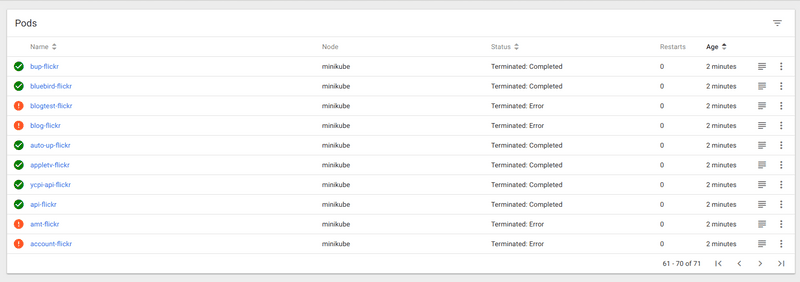 Pods
Name Node Status Restarts Age
bup-flickr minikube Terminated: Completed 0 2 minutes
bluebird-flickr minikube Terminated: Completed 0 2 minutes
blogtest-flickr minikube Terminated: Error 0 2 minutes
blog-flickr minikube Terminated: Error 0 2 minutes
auto-up-flickr minikube Terminated: Completed 0 2 minutes
appletv-flickr minikube Terminated: Completed 0 2 minutes
ycpi-api-flickr minikube Terminated: Completed 0 2 minutes
api-flickr minikube Terminated: Completed 0 2 minutes
amt-flickr minikube Terminated: Error 0 2 minutes
account-flickr minikube Terminated: Error 0 2 minutes
61 - 70 of 71